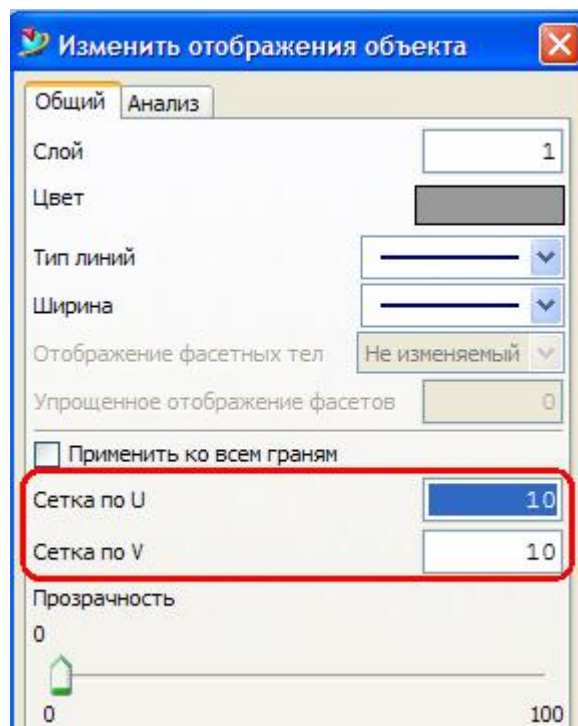 Изменить отображения объекта
Общий Анализ
Слой 1
Цвет
Тип линий
Ширина
Отображение фасетных тел Не изменяемый
Упрощенное отображение фасетов 0
Применить ко всем граням
Сетка по U 10
Сетка по V 10
Прозрачность
0
0 100